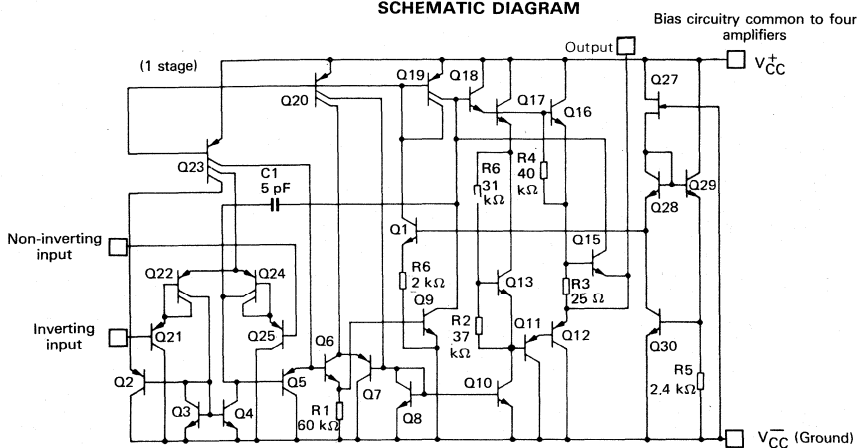 SCHEMATIC DIAGRAM
Bias circuitry common to four
amplifiers
Output
V+CC
(1 stage)
Q19
Q18
Q27
Q20
Q17
Q16
Q23
C1
5 pF
R6
31
kΩ
R4
40
kΩ
Q29
Q28
Non-inverting
input
Q1
Q15
Q22
Q24
R6
2 kΩ
Q13
R3
25 Ω
Q9
Inverting
input
Q21
Q25
Q6
R2
37
kΩ
Q11
Q12
Q30
Q2
Q5
Q7
Q10
R5
2.4 kΩ
Q3
Q4
R1
60 kΩ
Q8
V−CC (Ground)